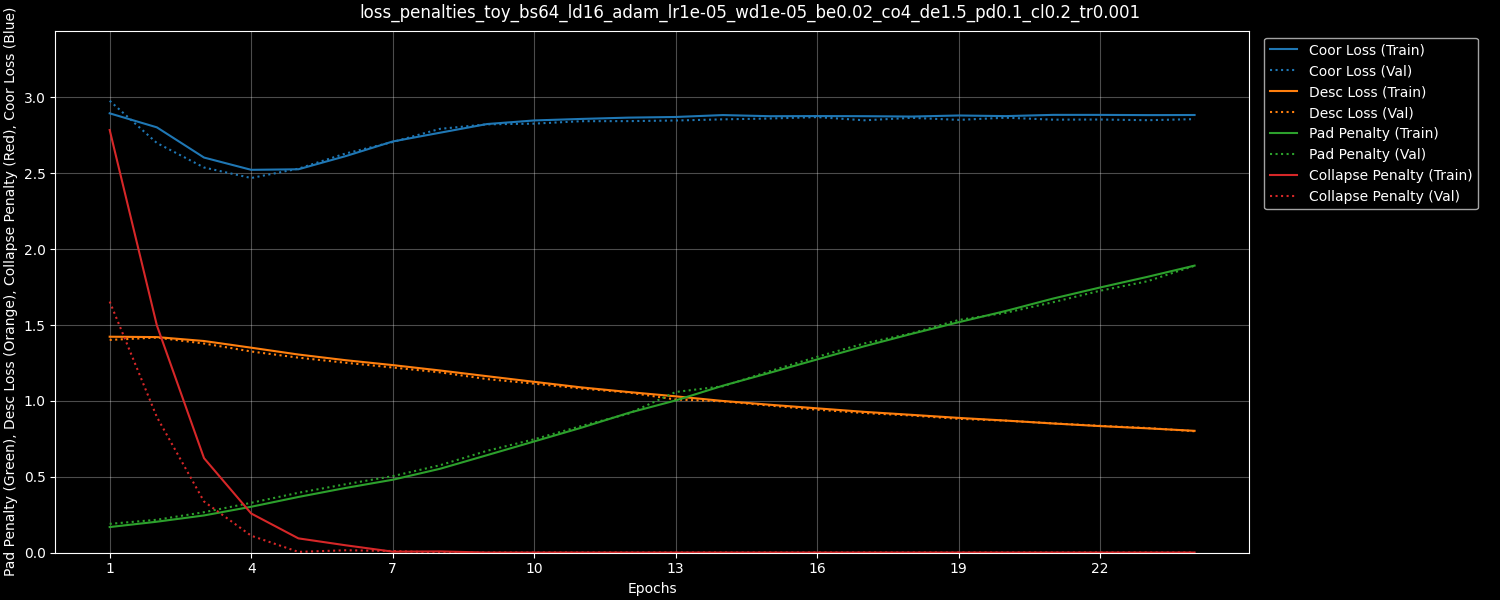 loss_penalties_toy_bs64_ld16_adam_lr1e-05_wd1e-05_be0.02_co4_de1.5_pd0.1_cl0.2_tr0.001
Pad Penalty (Green), Desc Loss (Orange), Collapse Penalty (Red), Coor Loss (Blue)
3.0
2.5
2.0
1.5
1.0
0.5
0.0
1 4 7 10 13 16 19 22
Epochs
Coor Loss (Train)
Coor Loss (Val)
Desc Loss (Train)
Desc Loss (Val)
Pad Penalty (Train)
Pad Penalty (Val)
Collapse Penalty (Train)
Collapse Penalty (Val)